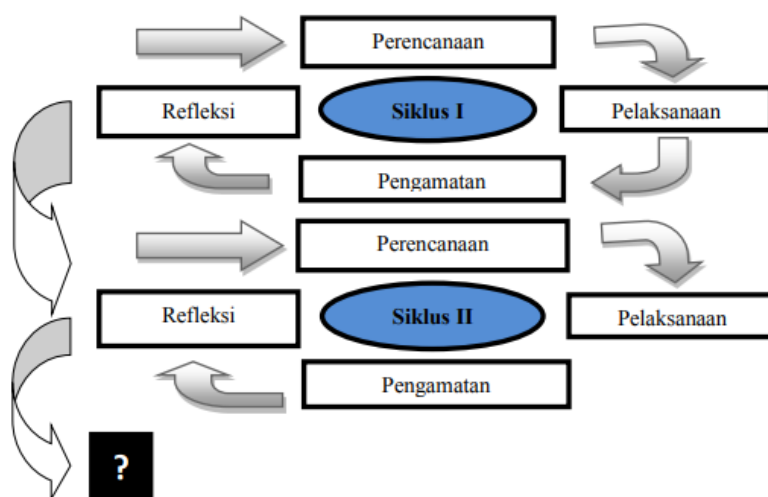 Perencanaan
Refleksi
Siklus I
Pelaksanaan
Pengamatan
Perencanaan
Refleksi
Siklus II
Pelaksanaan
Pengamatan
?